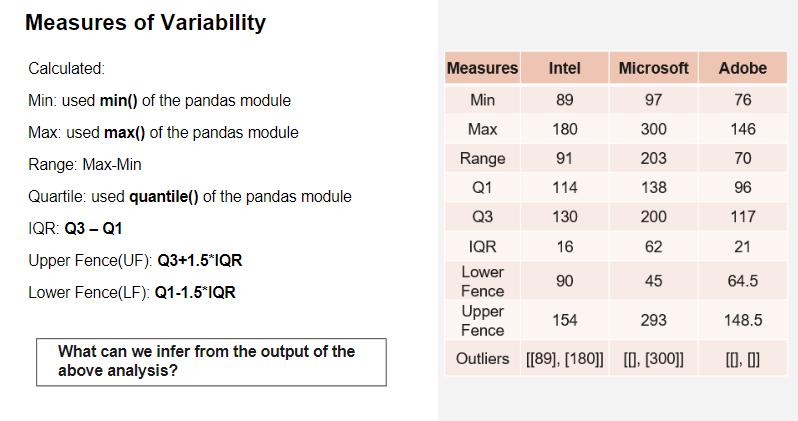 Measures of Variability
Calculated:
Min: used min() of the pandas module
Max: used max() of the pandas module
Range: Max-Min
Quartile: used quantile() of the pandas module
IQR: Q3 – Q1
Upper Fence(UF): Q3+1.5*IQR
Lower Fence(LF): Q1-1.5*IQR
What can we infer from the output of the
above analysis?
Measures Intel Microsoft Adobe
Min 89 97 76
Max 180 300 146
Range 91 203 70
Q1 114 138 96
Q3 130 200 117
IQR 16 62 21
Lower
Fence 90 45 64.5
Upper
Fence 154 293 148.5
Outliers [[89], [180]] [[], [300]] [[], []]